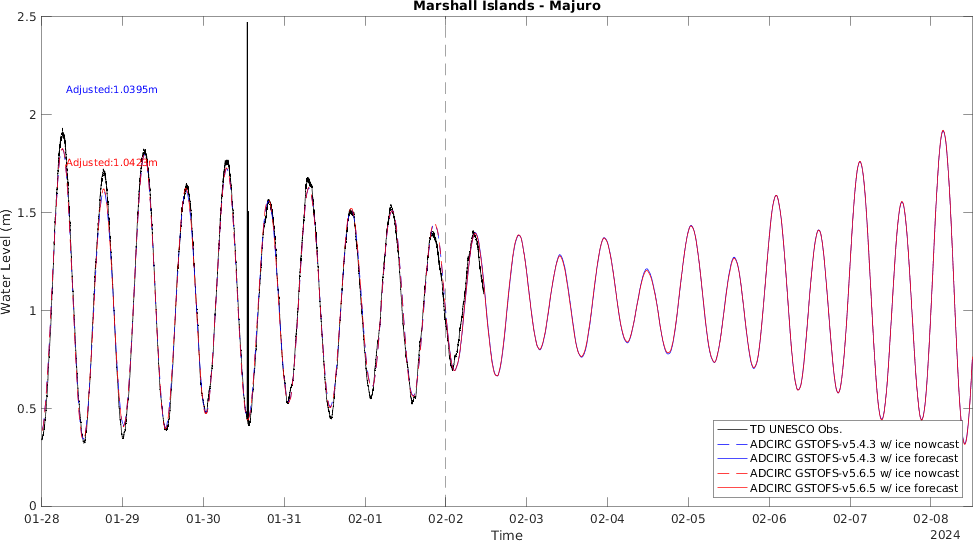 Marshall Islands - Majuro
Water Level (m)
2.5
2
1.5
1
0.5
0
Adjusted:1.0395m
Adjusted:1.0423m
TD UNESCO Obs.
ADCIRC GSTOFS-v5.4.3 w/ ice nowcast
ADCIRC GSTOFS-v5.4.3 w/ ice forecast
ADCIRC GSTOFS-v5.6.5 w/ ice nowcast
ADCIRC GSTOFS-v5.6.5 w/ ice forecast
01-28 01-29 01-30 01-31 02-01 02-02 02-03 02-04 02-05 02-06 02-07 02-08
2024
Time